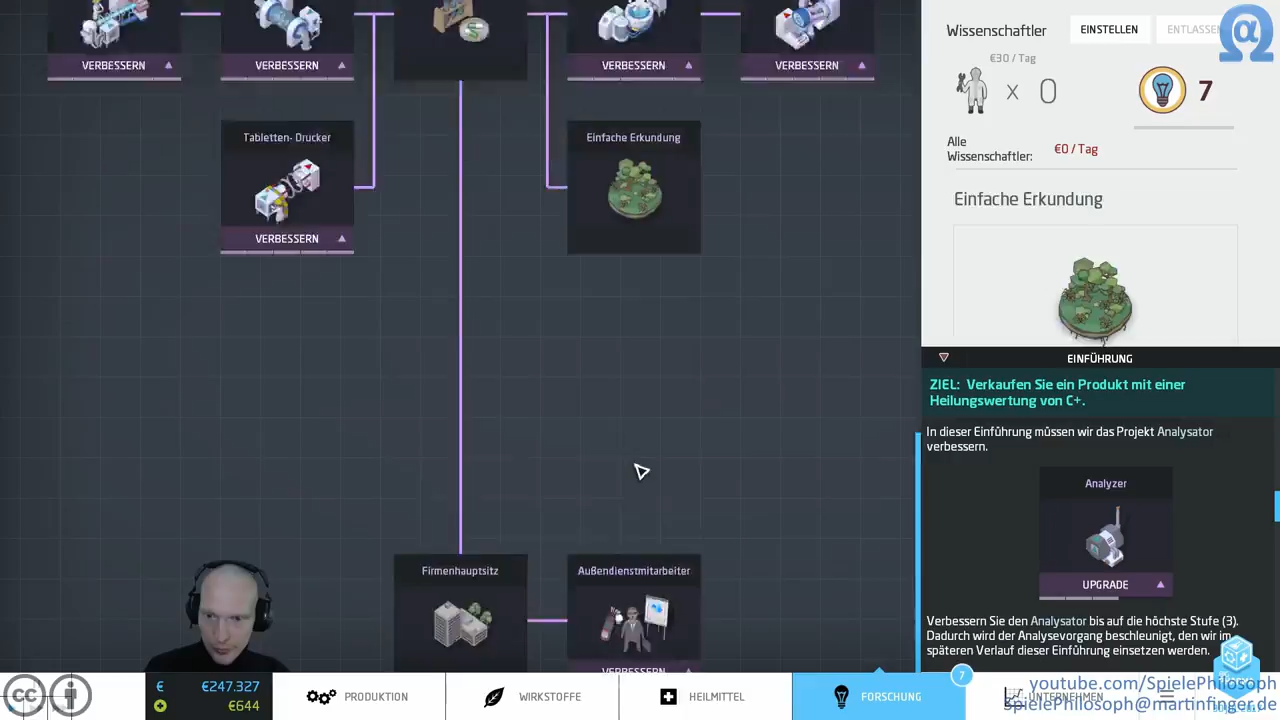 VERBESSERN
VERBESSERN
VERBESSERN
VERBESSERN
Tabletten- Drucker
VERBESSERN
Einfache Erkundung
Firmenhauptsitz
Außendienstmitarbeiter
VERBESSERN
Wissenschaftler
EINSTELLEN
ENTLASSEN
€30 / Tag
X 0
7
Alle
Wissenschaftler:
€0 / Tag
Einfache Erkundung
EINFÜHRUNG
ZIEL: Verkaufen Sie ein Produkt mit einer
Heilungswertung von C+.
In dieser Einführung müssen wir das Projekt Analysator
verbessern.
Analyzer
UPGRADE
Verbessern Sie den Analysator bis auf die höchste Stufe (3).
Dadurch wird der Analysevorgang beschleunigt, den wir im
späteren Verlauf dieser Einführung einsetzen werden.
cc
€ €247.327
€644
PRODUKTION
WIRKSTOFFE
HEILMITTEL
FORSCHUNG
7
UNTERNEHMEN
youtube.com/SpielePhilosoph
SpielePhilosoph@martinfinger.de